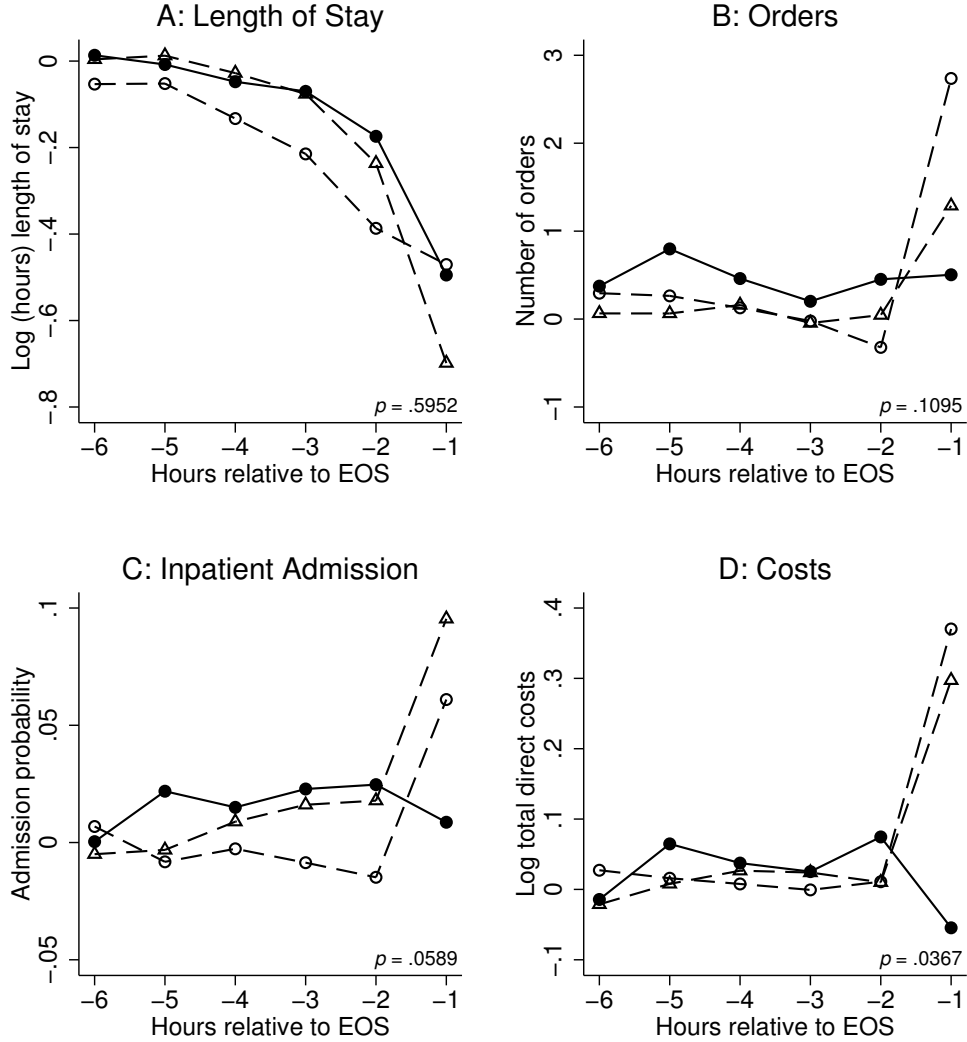 A: Length of Stay
Log (hours) length of stay
0
−.2
−.4
−.6
−.8
p = .5952
−6 −5 −4 −3 −2 −1
Hours relative to EOS
B: Orders
Number of orders
3
2
1
0
−1
p = .1095
−6 −5 −4 −3 −2 −1
Hours relative to EOS
C: Inpatient Admission
Admission probability
.1
.05
0
−.05
p = .0589
−6 −5 −4 −3 −2 −1
Hours relative to EOS
D: Costs
Log total direct costs
.4
.3
.2
.1
0
−.1
p = .0367
−6 −5 −4 −3 −2 −1
Hours relative to EOS